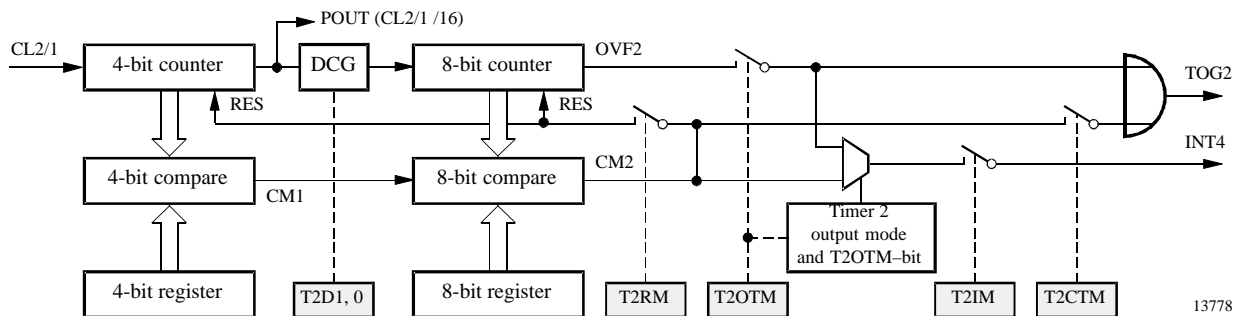 POUT (CL2/1 /16)
CL2/1
4-bit counter
DCG
8-bit counter
OVF2
TOG2
RES
RES
4-bit compare
CM1
8-bit compare
CM2
INT4
Timer 2
output mode
and T2OTM–bit
4-bit register
T2D1, 0
8-bit register
T2RM
T2OTM
T2IM
T2CTM
13778